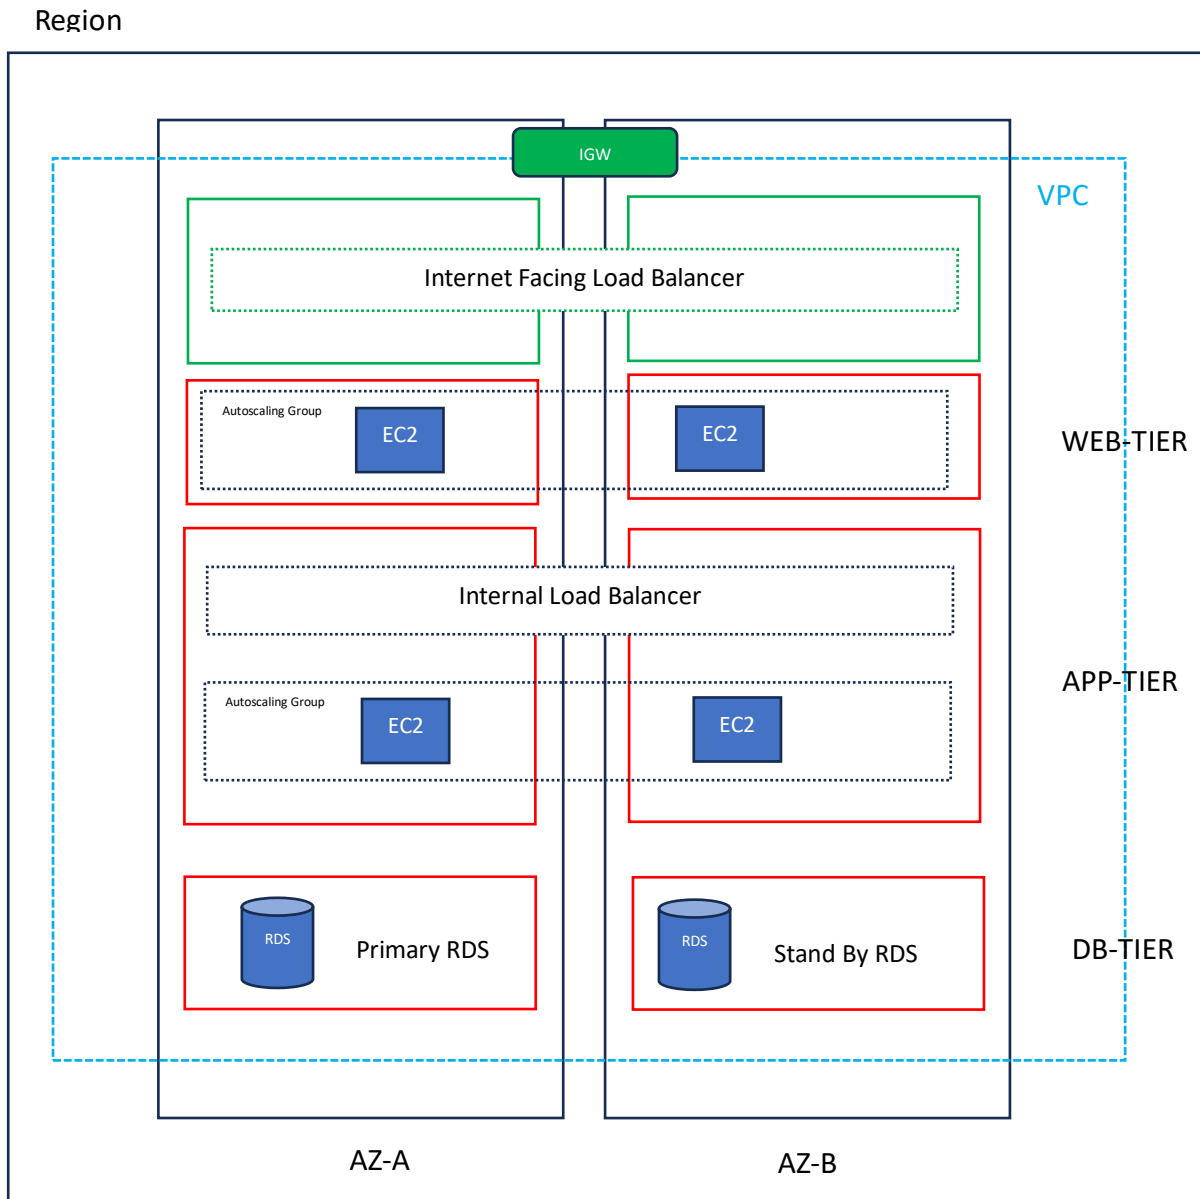 Region
IGW
VPC
Internet Facing Load Balancer
Autoscaling Group
EC2
EC2
WEB-TIER
Internal Load Balancer
APP-TIER
Autoscaling Group
EC2
EC2
RDS
Primary RDS
RDS
Stand By RDS
DB-TIER
AZ-A
AZ-B